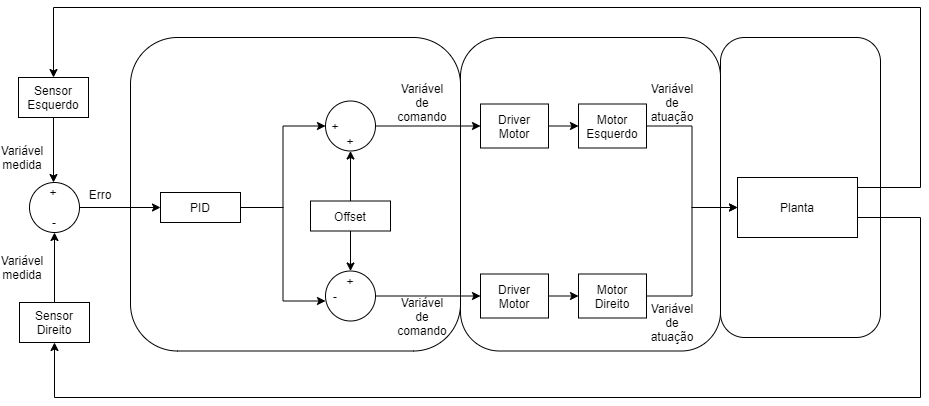 Sensor
Esquerdo
Variável
medida
+
-
Erro
Variável
medida
Sensor
Direito
PID
+
+
Offset
+
-
Variável
de
comando
Variável
de
comando
Driver
Motor
Motor
Esquerdo
Variável
de
atuação
Driver
Motor
Motor
Direito
Variável
de
atuação
Planta